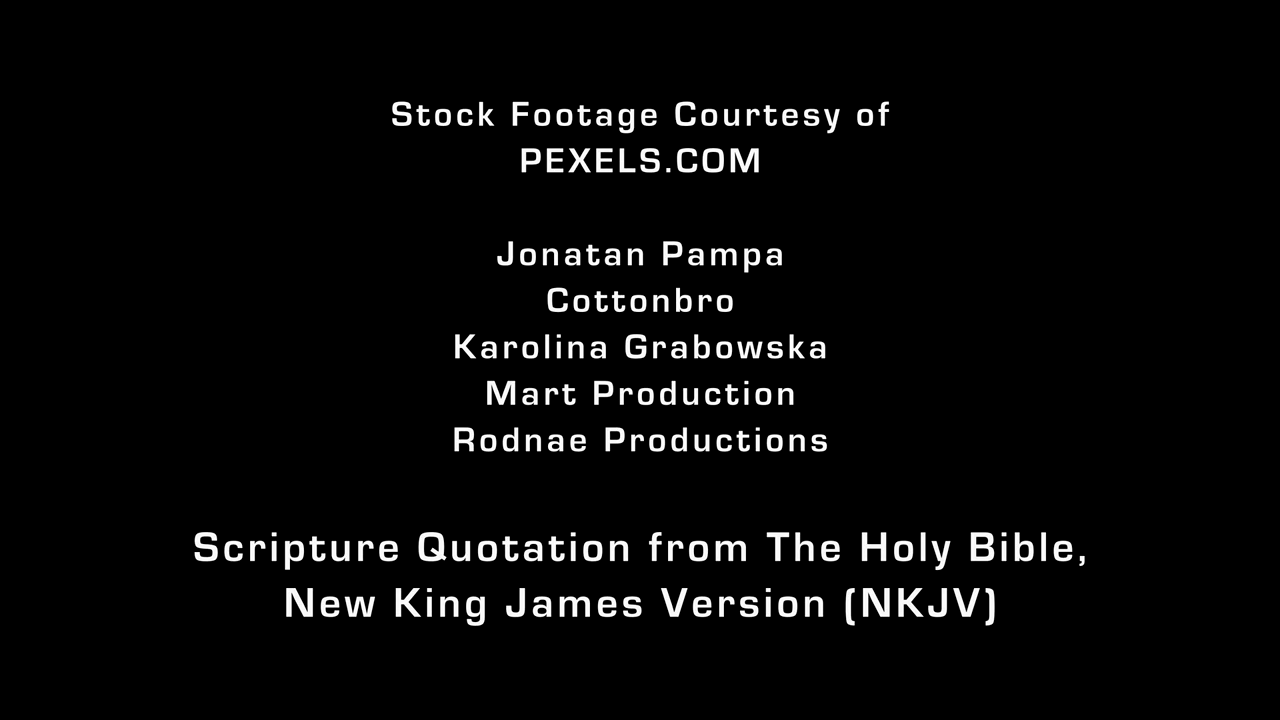 Stock Footage Courtesy of
PEXELS.COM
Jonatan Pampa
Cottonbro
Karolina Grabowska
Mart Production
Rodnae Productions
Scripture Quotation from The Holy Bible,
New King James Version (NKJV)